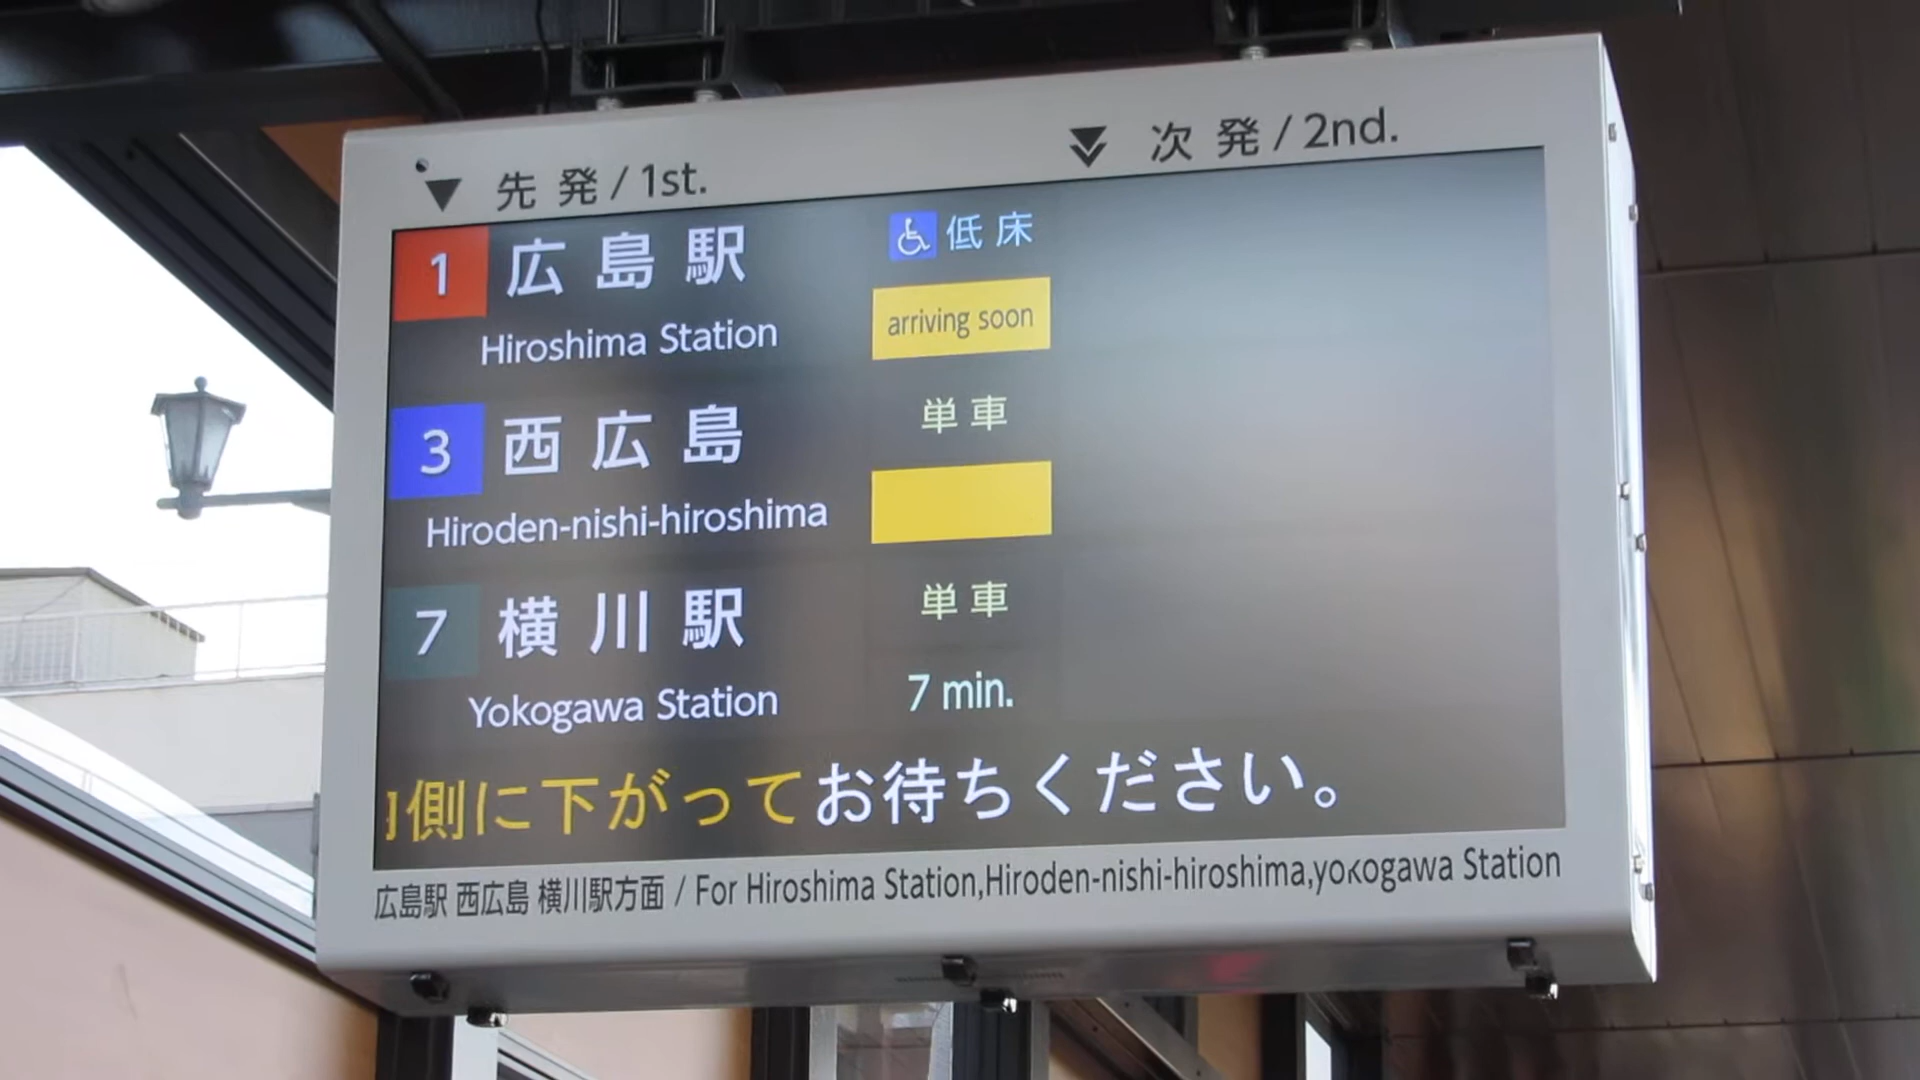 先発/1st.
次発/2nd.
1 広島駅 低床
Hiroshima Station arriving soon
3 西広島 単車
Hiroden-nishi-hiroshima
7 横川駅 単車
Yokogawa Station 7 min.
側に下がってお待ちください。
広島駅 西広島 横川駅方面 / For Hiroshima Station,Hiroden-nishi-hiroshima,yokogawa Station